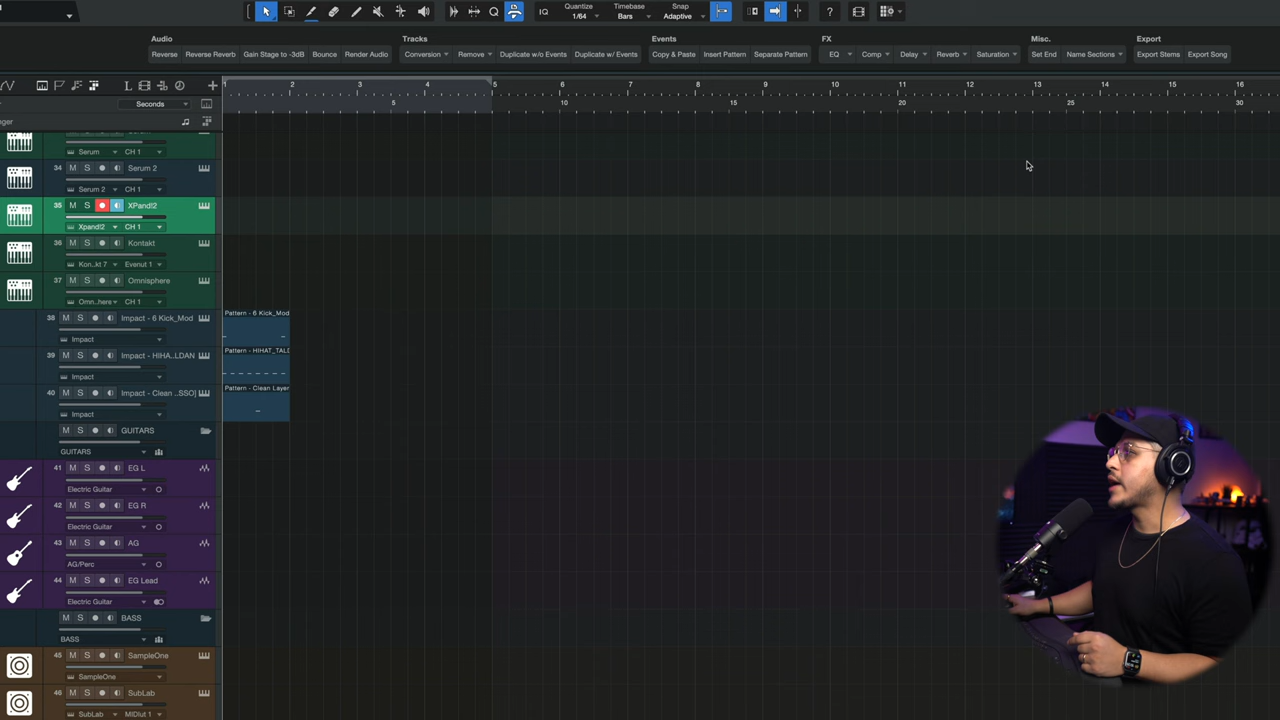 IQ
Quantize
Timebase
Snap
1/64
Bars
Adaptive
?
Audio
Tracks
Events
FX
Misc.
Export
Reverse
Reverse Reverb
Gain Stage to -3dB
Bounce
Render Audio
Conversion
Remove
Duplicate w/o Events
Duplicate w/ Events
Copy & Paste
Insert Pattern
Separate Pattern
EQ
Comp
Delay
Reverb
Saturation
Set End
Name Sections
Export Stems
Export Song
1 2 3 4 5 6 7 8 9 10 11 12 13 14 15 16
Seconds
5 10 15 20 25 30
nger
Serum CH 1
34 M S Serum 2
Serum 2 CH 1
35 M S XPand!2
Xpand!2 CH 1
36 M S Kontakt
Kon..kt 7 Evenut 1
37 M S Omnisphere
Omn..here CH 1
38 M S Impact - 6 Kick_Mod
Impact
Pattern - 6 Kick_Mod
39 M S Impact - HIHA..LDAN
Impact
Pattern - HIHAT_TALD
40 M S Impact - Clean ..SSO]
Impact
Pattern - Clean Layer
M S GUITARS
GUITARS
41 M S EG L
Electric Guitar
42 M S EG R
Electric Guitar
43 M S AG
AG/Perc
44 M S EG Lead
Electric Guitar
M S BASS
BASS
45 M S SampleOne
SampleOne
46 M S SubLab
SubLab MIDIut 1